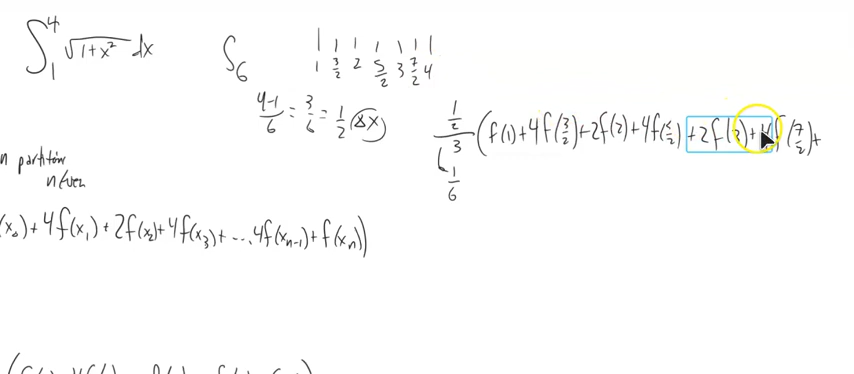 ∫₁⁴ √(1+x²) dx
S₆
1 3/2 2 5/2 3 7/2 4
(4-1)/6 = 3/6 = 1/2 (Δx)
(1/2)/3 (f(1)+4f(3/2)+2f(2)+4f(5/2)+2f(3)+4f(7/2)+
1/6
n partition
n even
(x₀)+4f(x₁)+2f(x₂)+4f(x₃)+...4f(xₙ₋₁)+f(xₙ))